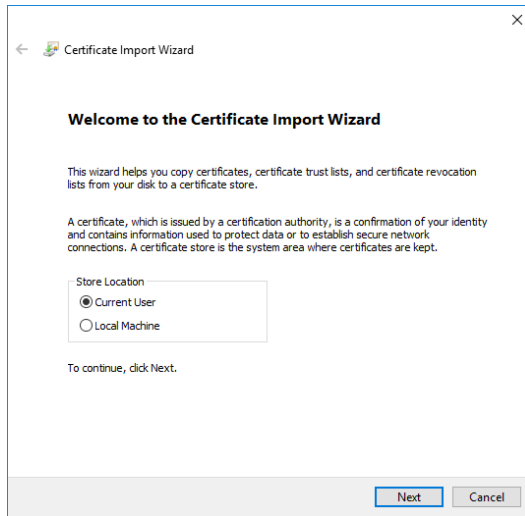 Certificate Import Wizard
Welcome to the Certificate Import Wizard
This wizard helps you copy certificates, certificate trust lists, and certificate revocation
lists from your disk to a certificate store.
A certificate, which is issued by a certification authority, is a confirmation of your identity
and contains information used to protect data or to establish secure network
connections. A certificate store is the system area where certificates are kept.
Store Location
Current User
Local Machine
To continue, click Next.
Next Cancel